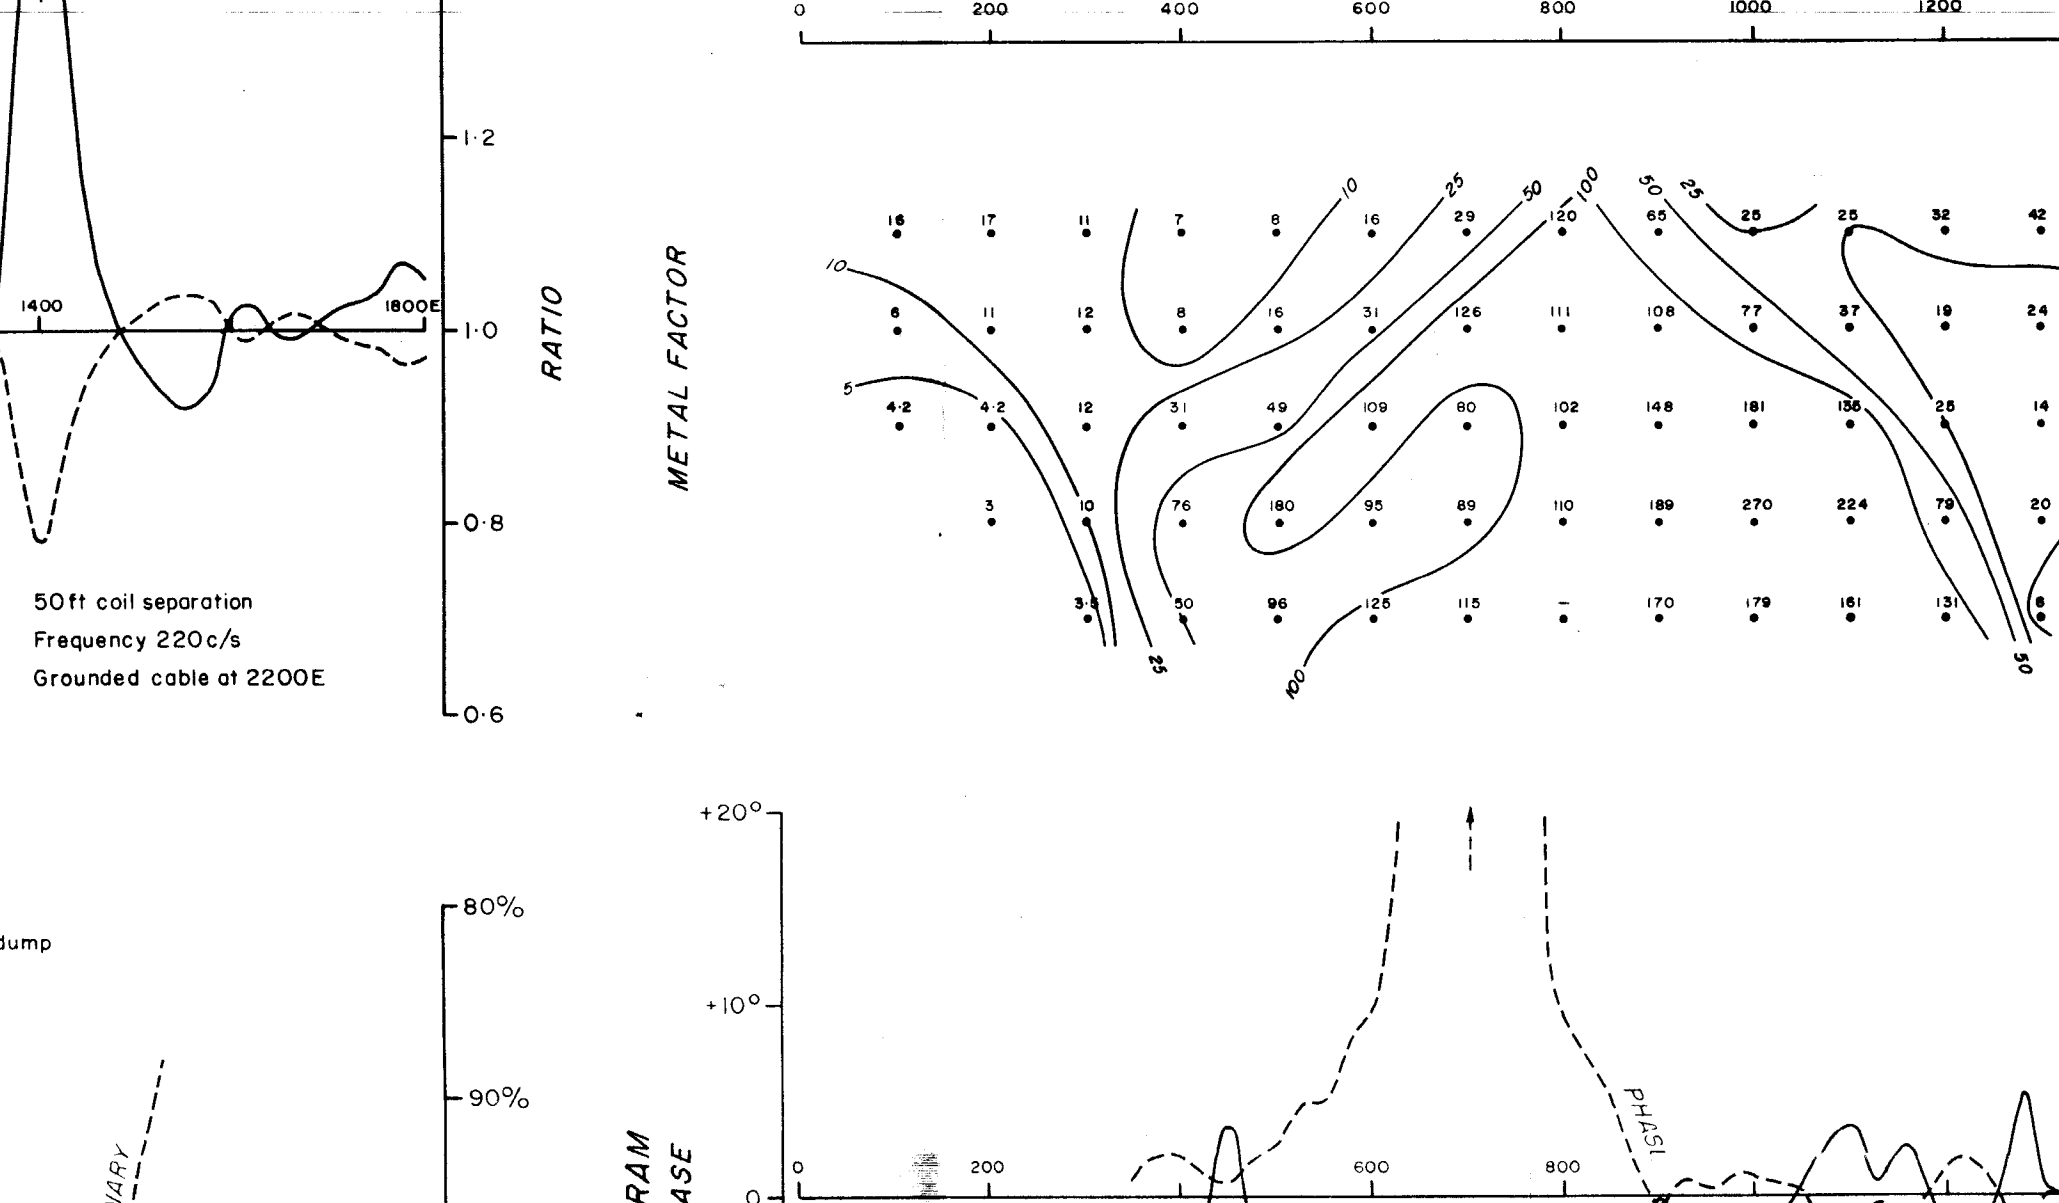 0 200 400 600 800 1000 1200
1·2
1·0
0·8
0·6
RATIO
1400 1800E
50ft coil separation
Frequency 220c/s
Grounded cable at 2200E
dump
80%
90%
METAL FACTOR
10 25 50 100 50 25
16 17 11 7 8 16 29 120 65 25 25 32 42
10
6 11 12 8 16 31 126 111 108 77 37 19 24
5
4·2 4·2 12 31 49 109 80 102 148 181 135 25 14
3 10 76 180 95 89 110 189 270 224 79 20
3·5 50 96 125 115 – 170 179 161 131 6
25 100 50
+20°
+10°
0
RAM
ASE
PHASE
0 200 600 800